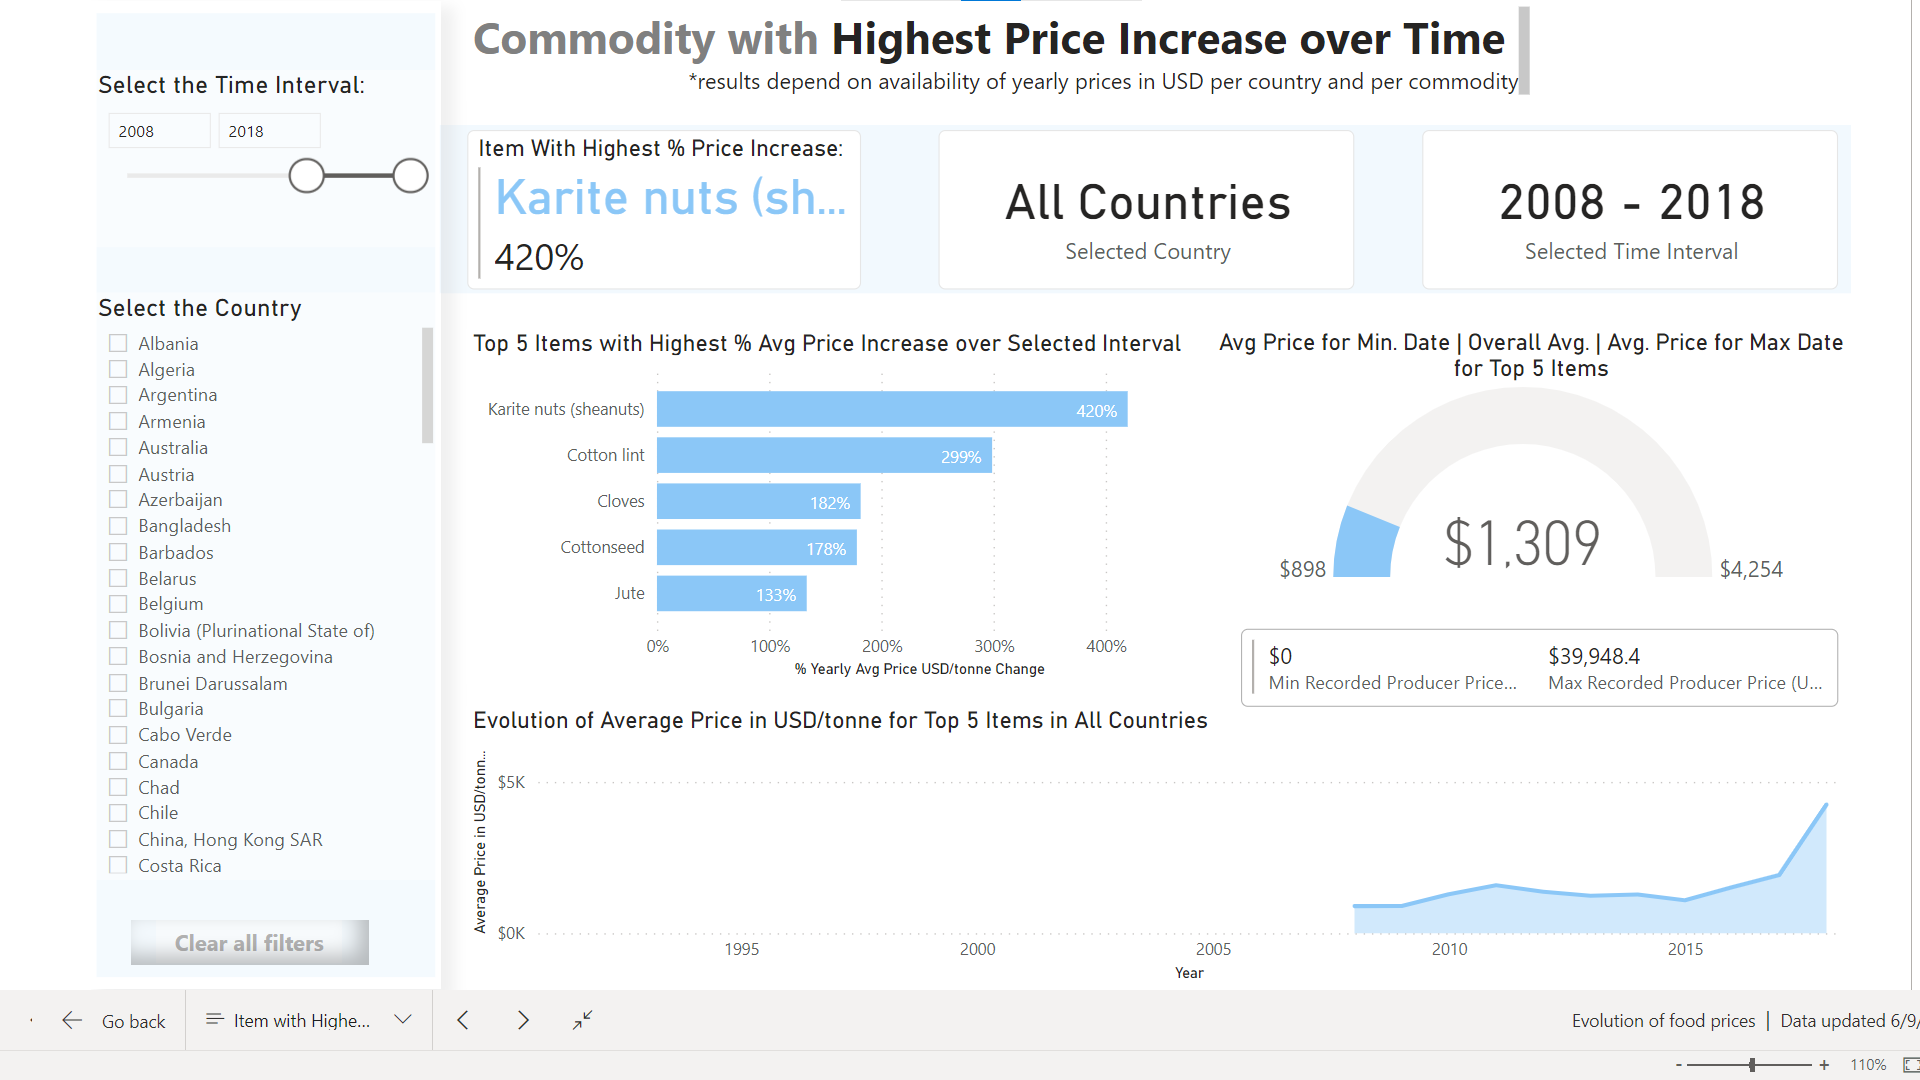 Commodity with Highest Price Increase over Time
*results depend on availability of yearly prices in USD per country and per commodity
Select the Time Interval:
2008
2018
Select the Country
Albania
Algeria
Argentina
Armenia
Australia
Austria
Azerbaijan
Bangladesh
Barbados
Belarus
Belgium
Bolivia (Plurinational State of)
Bosnia and Herzegovina
Brunei Darussalam
Bulgaria
Cabo Verde
Canada
Chad
Chile
China, Hong Kong SAR
Costa Rica
Clear all filters
Item With Highest % Price Increase:
Karite nuts (sh...
420%
All Countries
Selected Country
2008 - 2018
Selected Time Interval
Top 5 Items with Highest % Avg Price Increase over Selected Interval
Karite nuts (sheanuts)
420%
Cotton lint
299%
Cloves
182%
Cottonseed
178%
Jute
133%
0%
100%
200%
300%
400%
% Yearly Avg Price USD/tonne Change
Avg Price for Min. Date | Overall Avg. | Avg. Price for Max Date
for Top 5 Items
$1,309
$898
$4,254
$0
Min Recorded Producer Price...
$39,948.4
Max Recorded Producer Price (U...
Evolution of Average Price in USD/tonne for Top 5 Items in All Countries
Average Price in USD/tonn...
$5K
$0K
1995
2000
2005
2010
2015
Year
Go back
Item with Highe...
Evolution of food prices | Data updated 6/9/
- + 110%